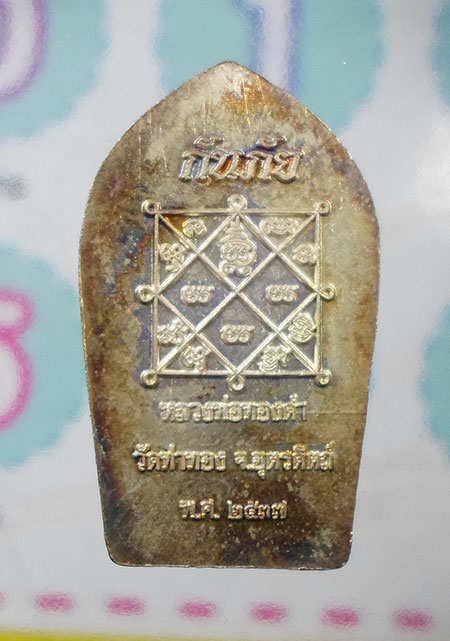 กันภัย
หลวงพ่อทองดำ
วัดท่าทอง จ.อุตรดิตถ์
พ.ศ. ๒๕๓๗